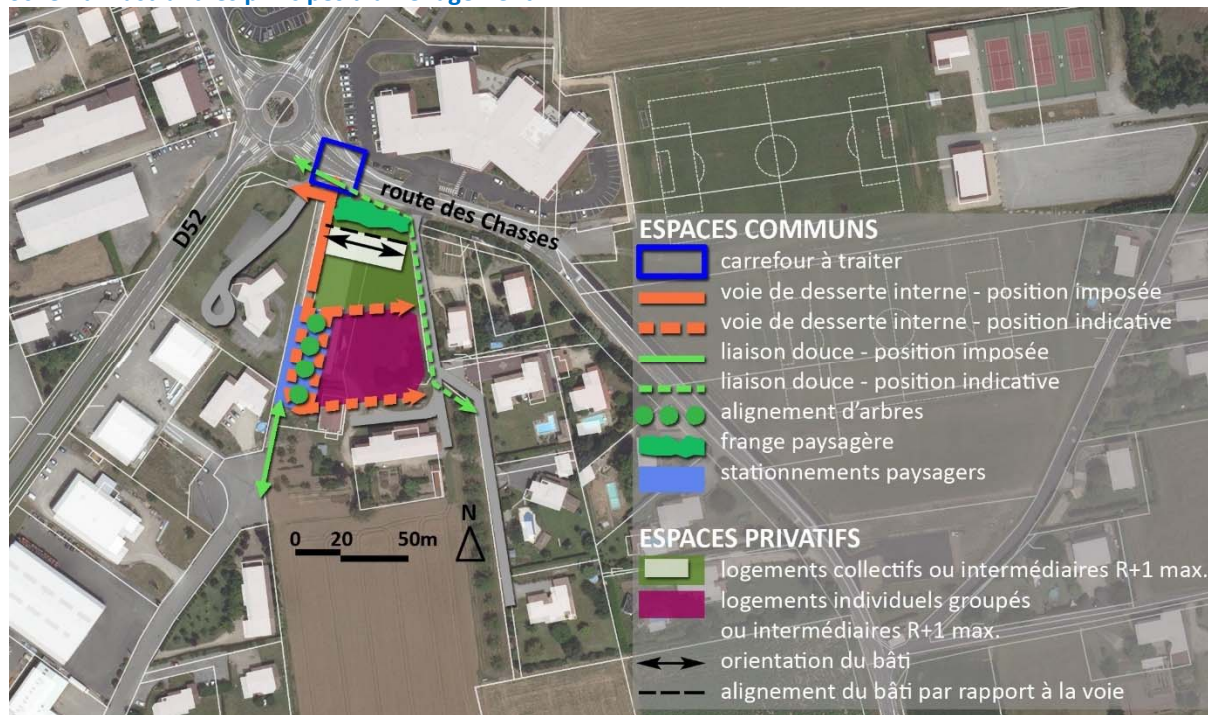 route des Chasses
D52
N
0 20 50m
ESPACES COMMUNS
carrefour à traiter
voie de desserte interne - position imposée
voie de desserte interne - position indicative
liaison douce - position imposée
liaison douce - position indicative
alignement d'arbres
frange paysagère
stationnements paysagers
ESPACES PRIVATIFS
logements collectifs ou intermédiaires R+1 max.
logements individuels groupés
ou intermédiaires R+1 max.
orientation du bâti
alignement du bâti par rapport à la voie